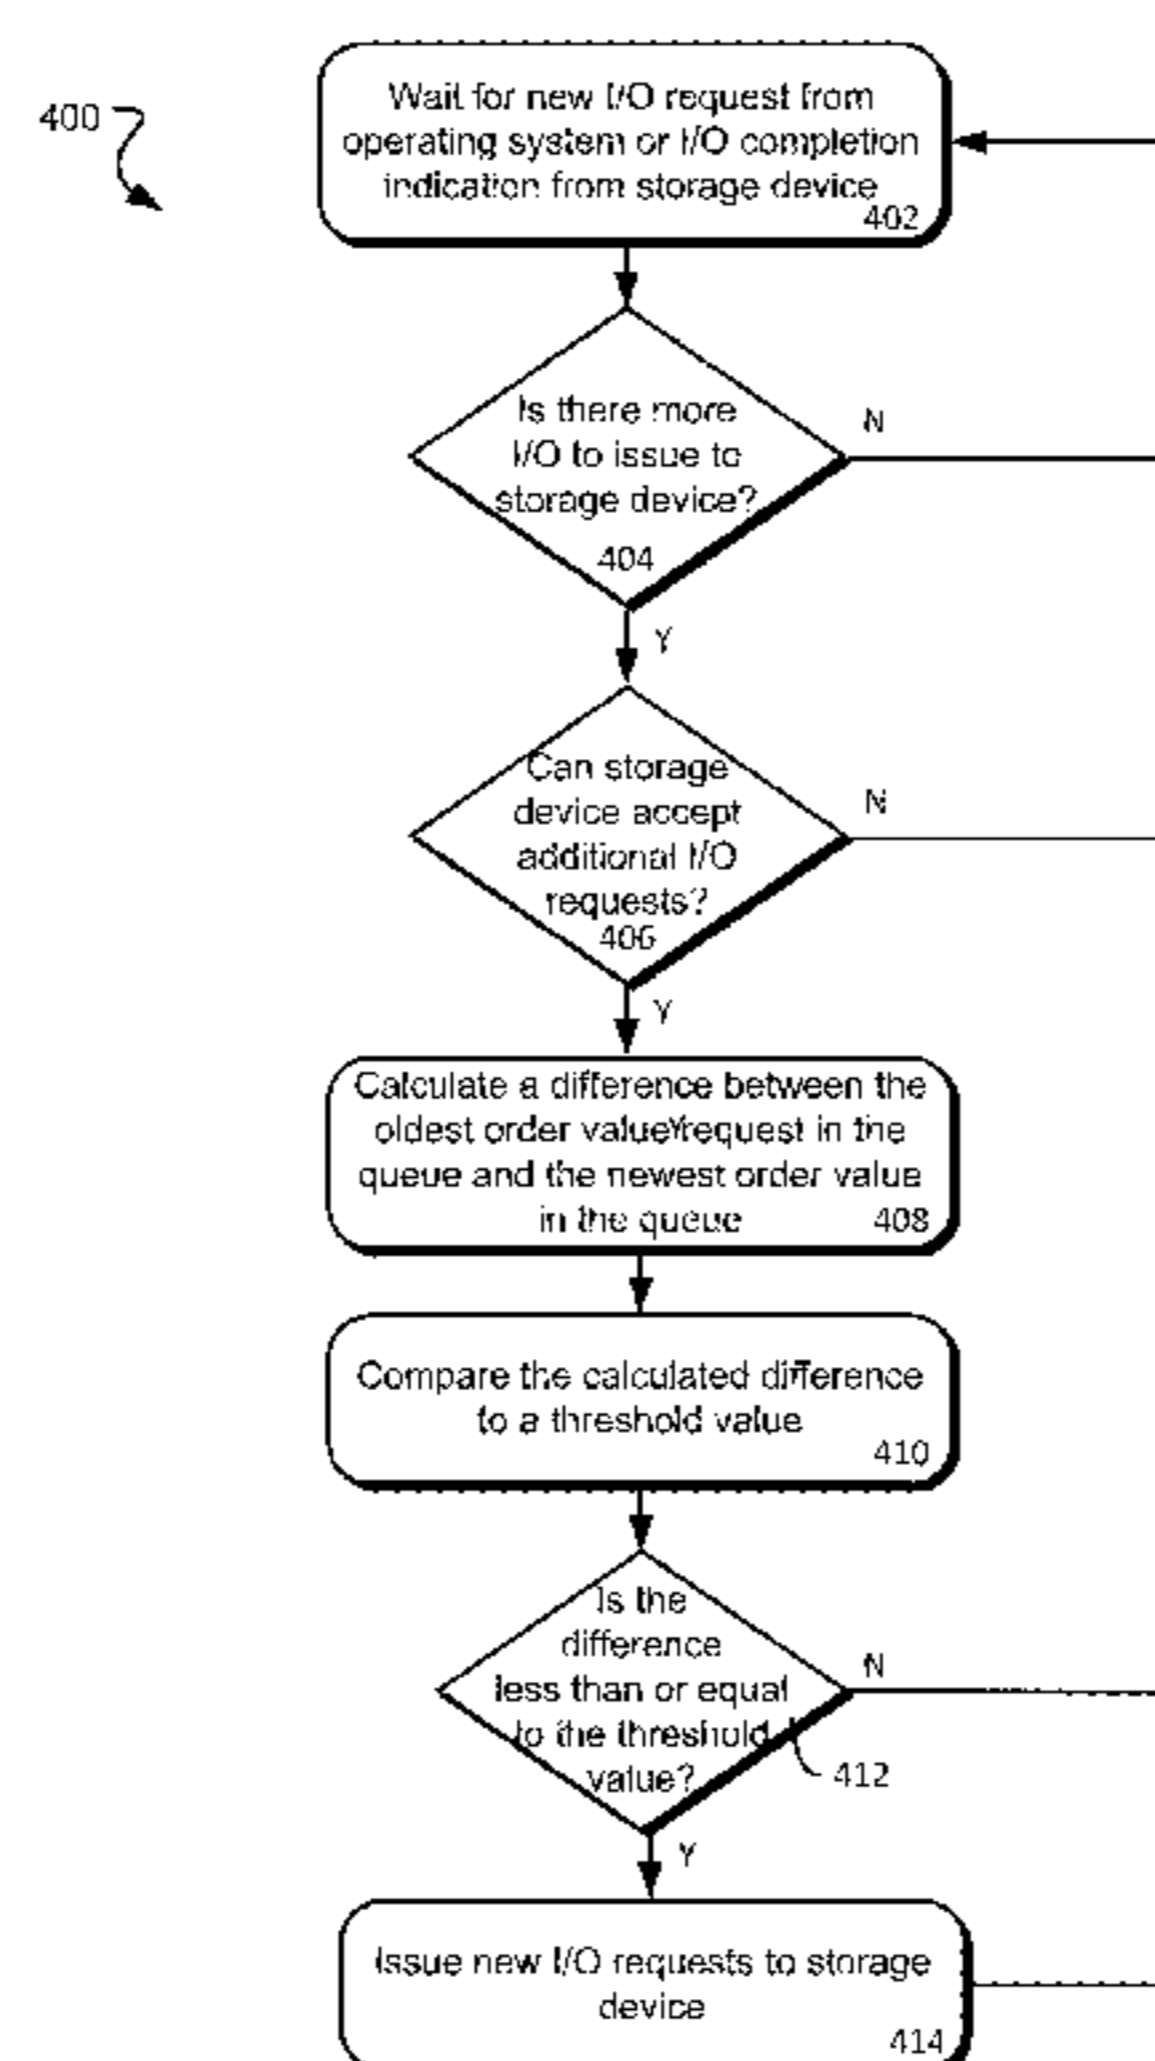 400
Wait for new I/O request from
operating system or I/O completion
indication from storage device
402
Is there more
I/O to issue to
storage device?
404
N
Y
Can storage
device accept
additional I/O
requests?
406
N
Y
Calculate a difference between the
oldest order value/request in the
queue and the newest order value
in the queue
408
Compare the calculated difference
to a threshold value
410
Is the
difference
less than or equal
to the threshold
value?
412
N
Y
Issue new I/O requests to storage
device
414